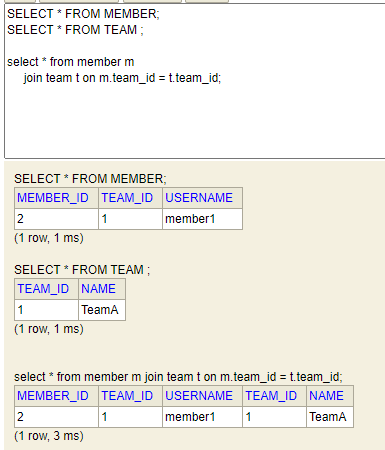 SELECT * FROM MEMBER;
SELECT * FROM TEAM ;
select * from member m
join team t on m.team_id = t.team_id;
SELECT * FROM MEMBER;
MEMBER_ID TEAM_ID USERNAME
2 1 member1
(1 row, 1 ms)
SELECT * FROM TEAM ;
TEAM_ID NAME
1 TeamA
(1 row, 1 ms)
select * from member m join team t on m.team_id = t.team_id;
MEMBER_ID TEAM_ID USERNAME TEAM_ID NAME
2 1 member1 1 TeamA
(1 row, 3 ms)